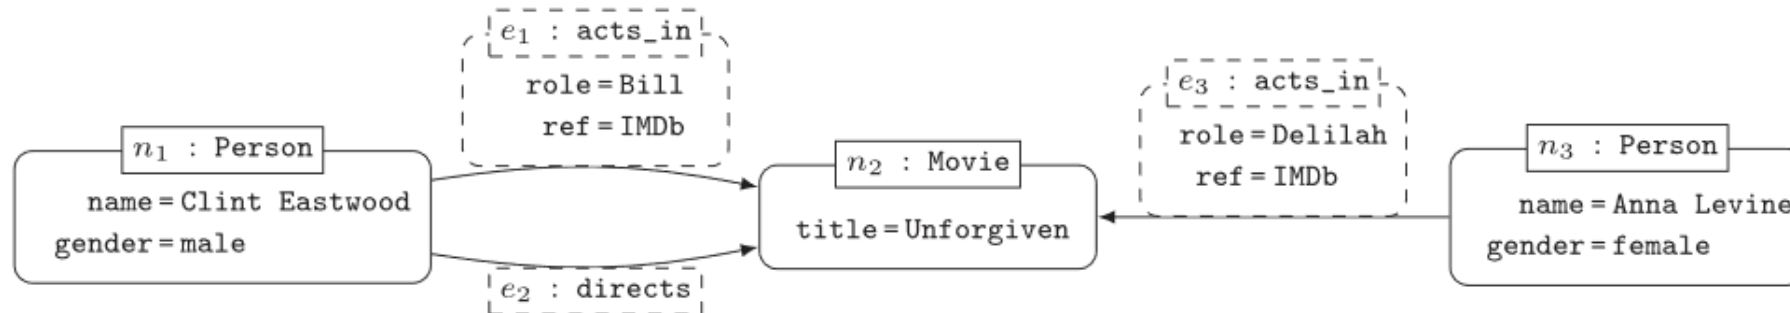 e₁ : acts_in
role = Bill
ref = IMDb
n₁ : Person
name = Clint Eastwood
gender = male
e₂ : directs
n₂ : Movie
title = Unforgiven
e₃ : acts_in
role = Delilah
ref = IMDb
n₃ : Person
name = Anna Levine
gender = female